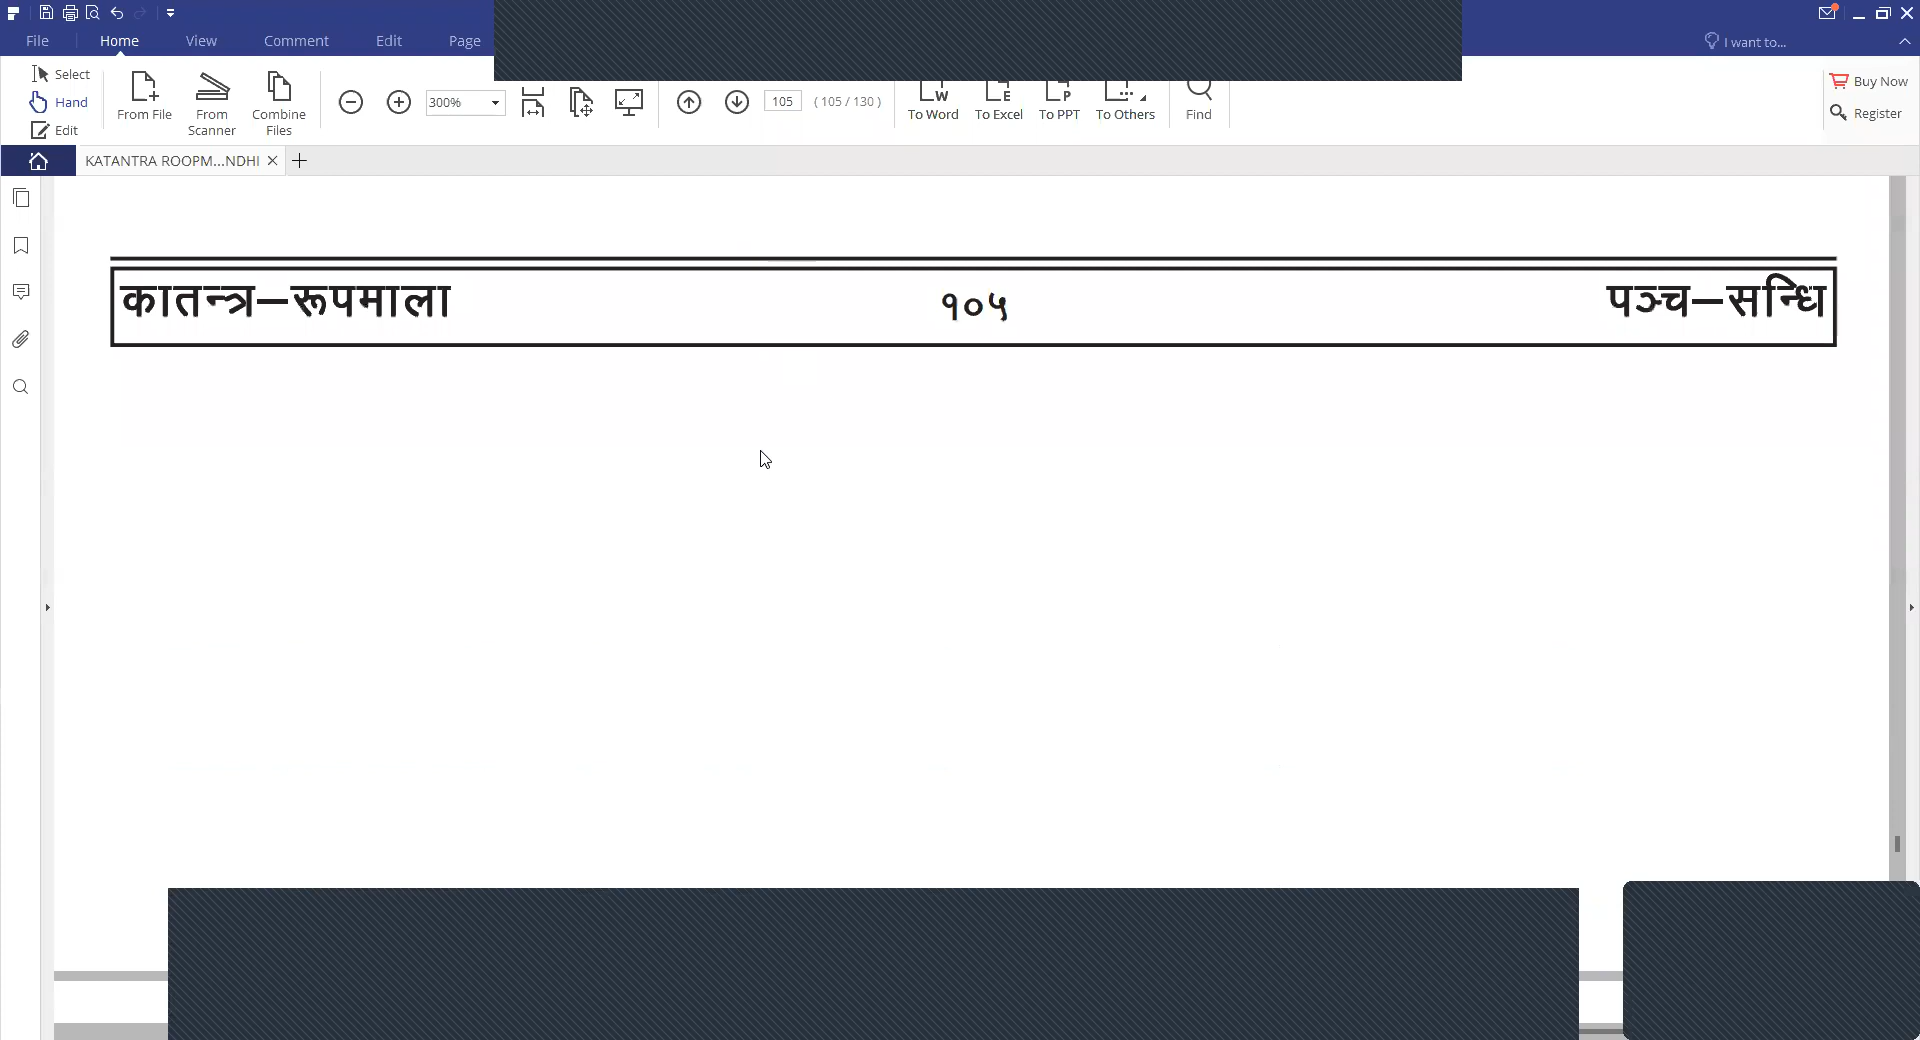 File Home View Comment Edit Page I want to...
Select
Hand
Edit
From File
From Scanner
Combine Files
300%
105 ( 105 / 130 )
To Word To Excel To PPT To Others Find
Buy Now
Register
KATANTRA ROOPM...NDHI
कातन्त्र–रूपमाला १०५ पञ्च–सन्धि